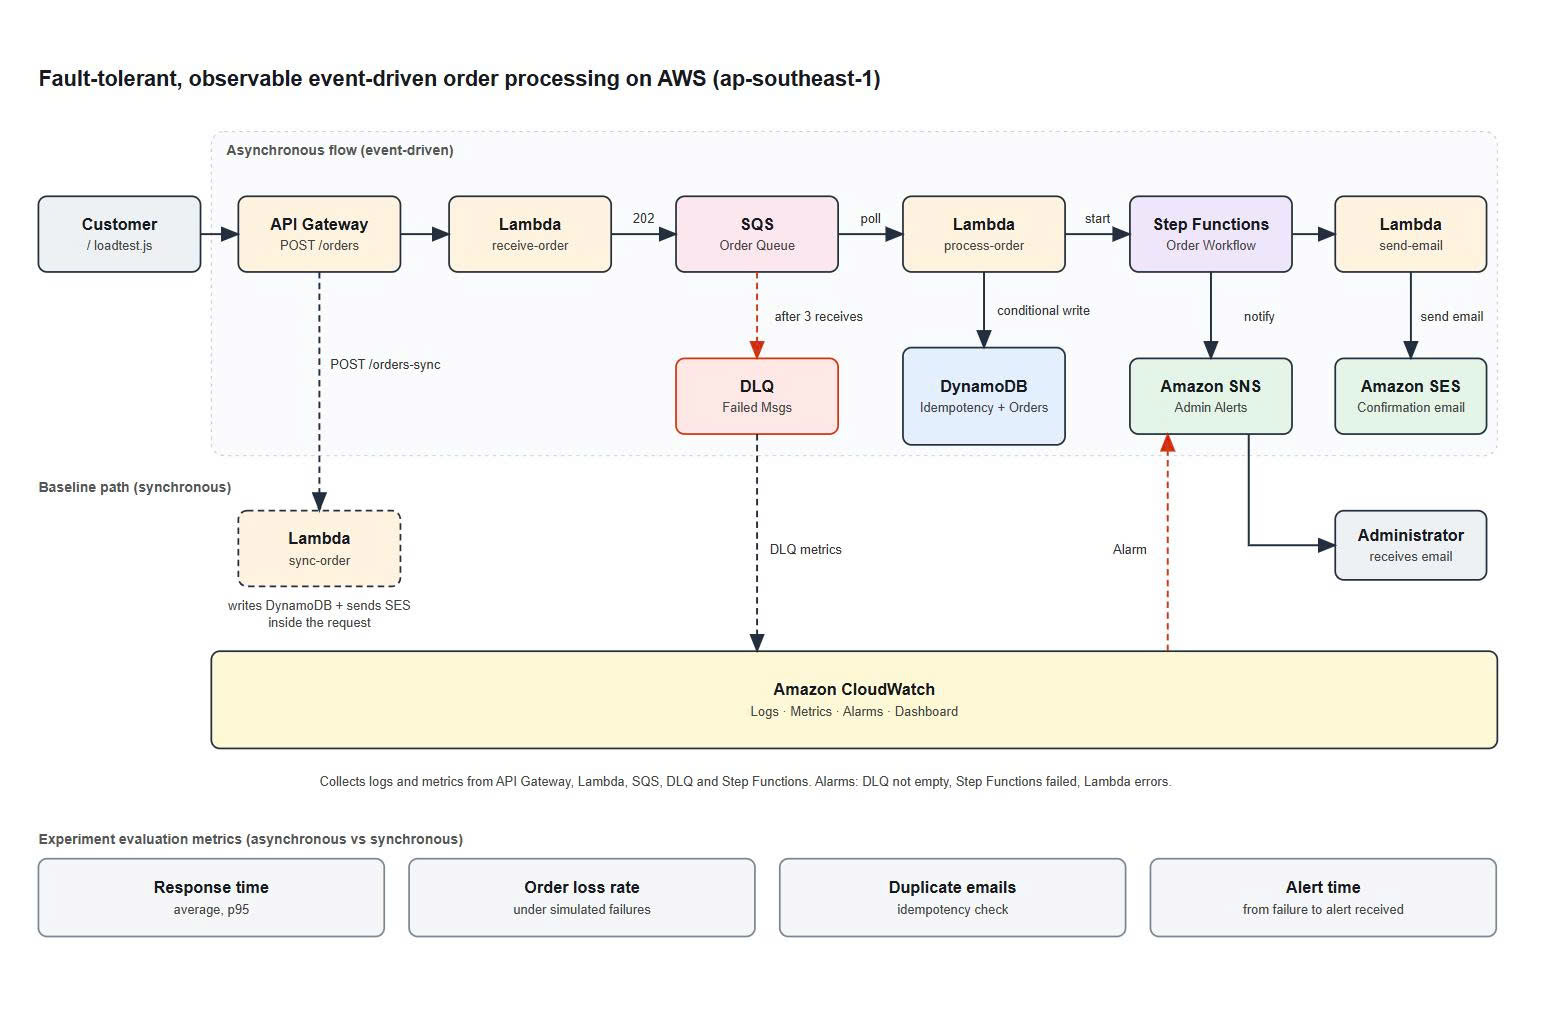 Fault-tolerant, observable event-driven order processing on AWS (ap-southeast-1)
Asynchronous flow (event-driven)
Customer
/ loadtest.js
API Gateway
POST /orders
Lambda
receive-order
202
SQS
Order Queue
poll
Lambda
process-order
start
Step Functions
Order Workflow
Lambda
send-email
after 3 receives
conditional write
notify
send email
POST /orders-sync
DLQ
Failed Msgs
DynamoDB
Idempotency + Orders
Amazon SNS
Admin Alerts
Amazon SES
Confirmation email
Baseline path (synchronous)
Lambda
sync-order
writes DynamoDB + sends SES
inside the request
DLQ metrics
Alarm
Administrator
receives email
Amazon CloudWatch
Logs · Metrics · Alarms · Dashboard
Collects logs and metrics from API Gateway, Lambda, SQS, DLQ and Step Functions. Alarms: DLQ not empty, Step Functions failed, Lambda errors.
Experiment evaluation metrics (asynchronous vs synchronous)
Response time
average, p95
Order loss rate
under simulated failures
Duplicate emails
idempotency check
Alert time
from failure to alert received